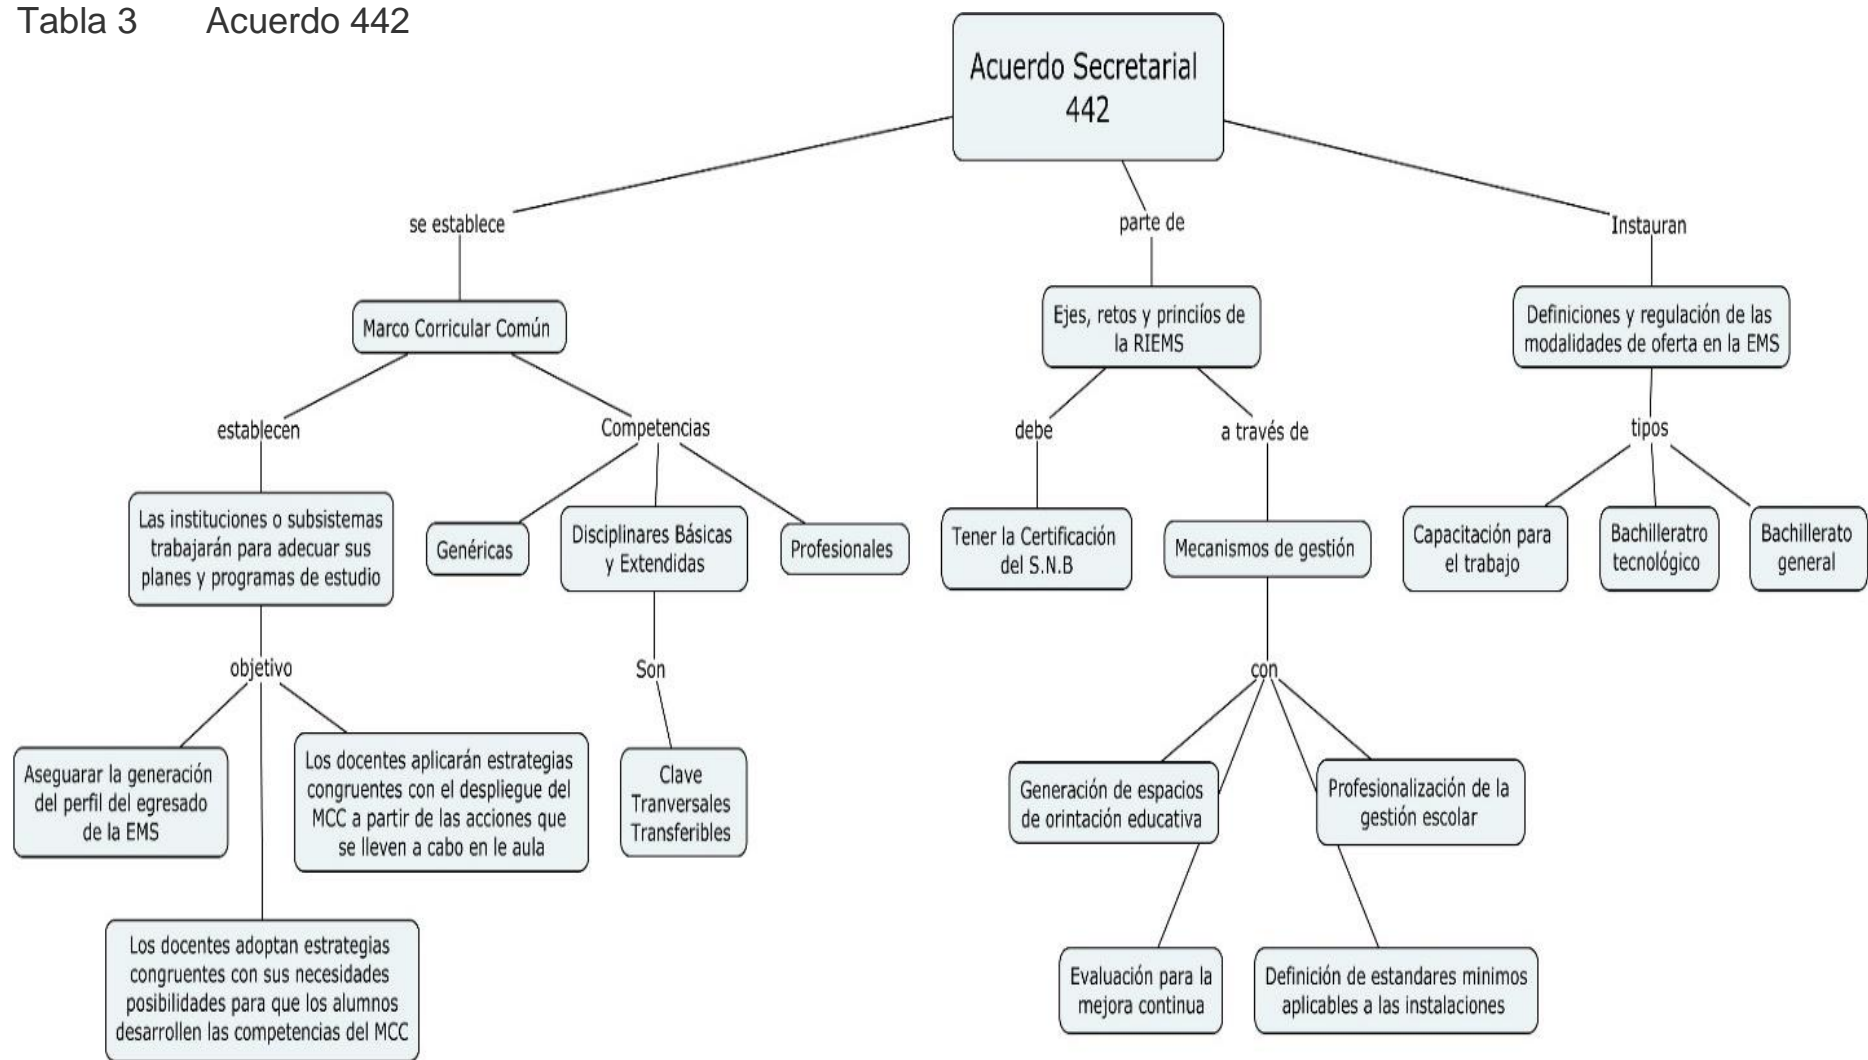 Tabla 3 Acuerdo 442
Acuerdo Secretarial
442
se establece
parte de
Instauran
Marco Corricular Común
Ejes, retos y princiíos de
la RIEMS
Definiciones y regulación de las
modalidades de oferta en la EMS
establecen
Competencias
debe
a través de
tipos
Las instituciones o subsistemas
trabajarán para adecuar sus
planes y programas de estudio
Genéricas
Disciplinares Básicas
y Extendidas
Profesionales
Tener la Certificación
del S.N.B
Mecanismos de gestión
Capacitación para
el trabajo
Bachilleratro
tecnológico
Bachillerato
general
objetivo
Son
con
Aseguarar la generación
del perfil del egresado
de la EMS
Los docentes aplicarán estrategias
congruentes con el despliegue del
MCC a partir de las acciones que
se lleven a cabo en le aula
Clave
Tranversales
Transferibles
Generación de espacios
de orintación educativa
Profesionalización de la
gestión escolar
Los docentes adoptan estrategias
congruentes con sus necesidades
posibilidades para que los alumnos
desarrollen las competencias del MCC
Evaluación para la
mejora continua
Definición de estandares minimos
aplicables a las instalaciones